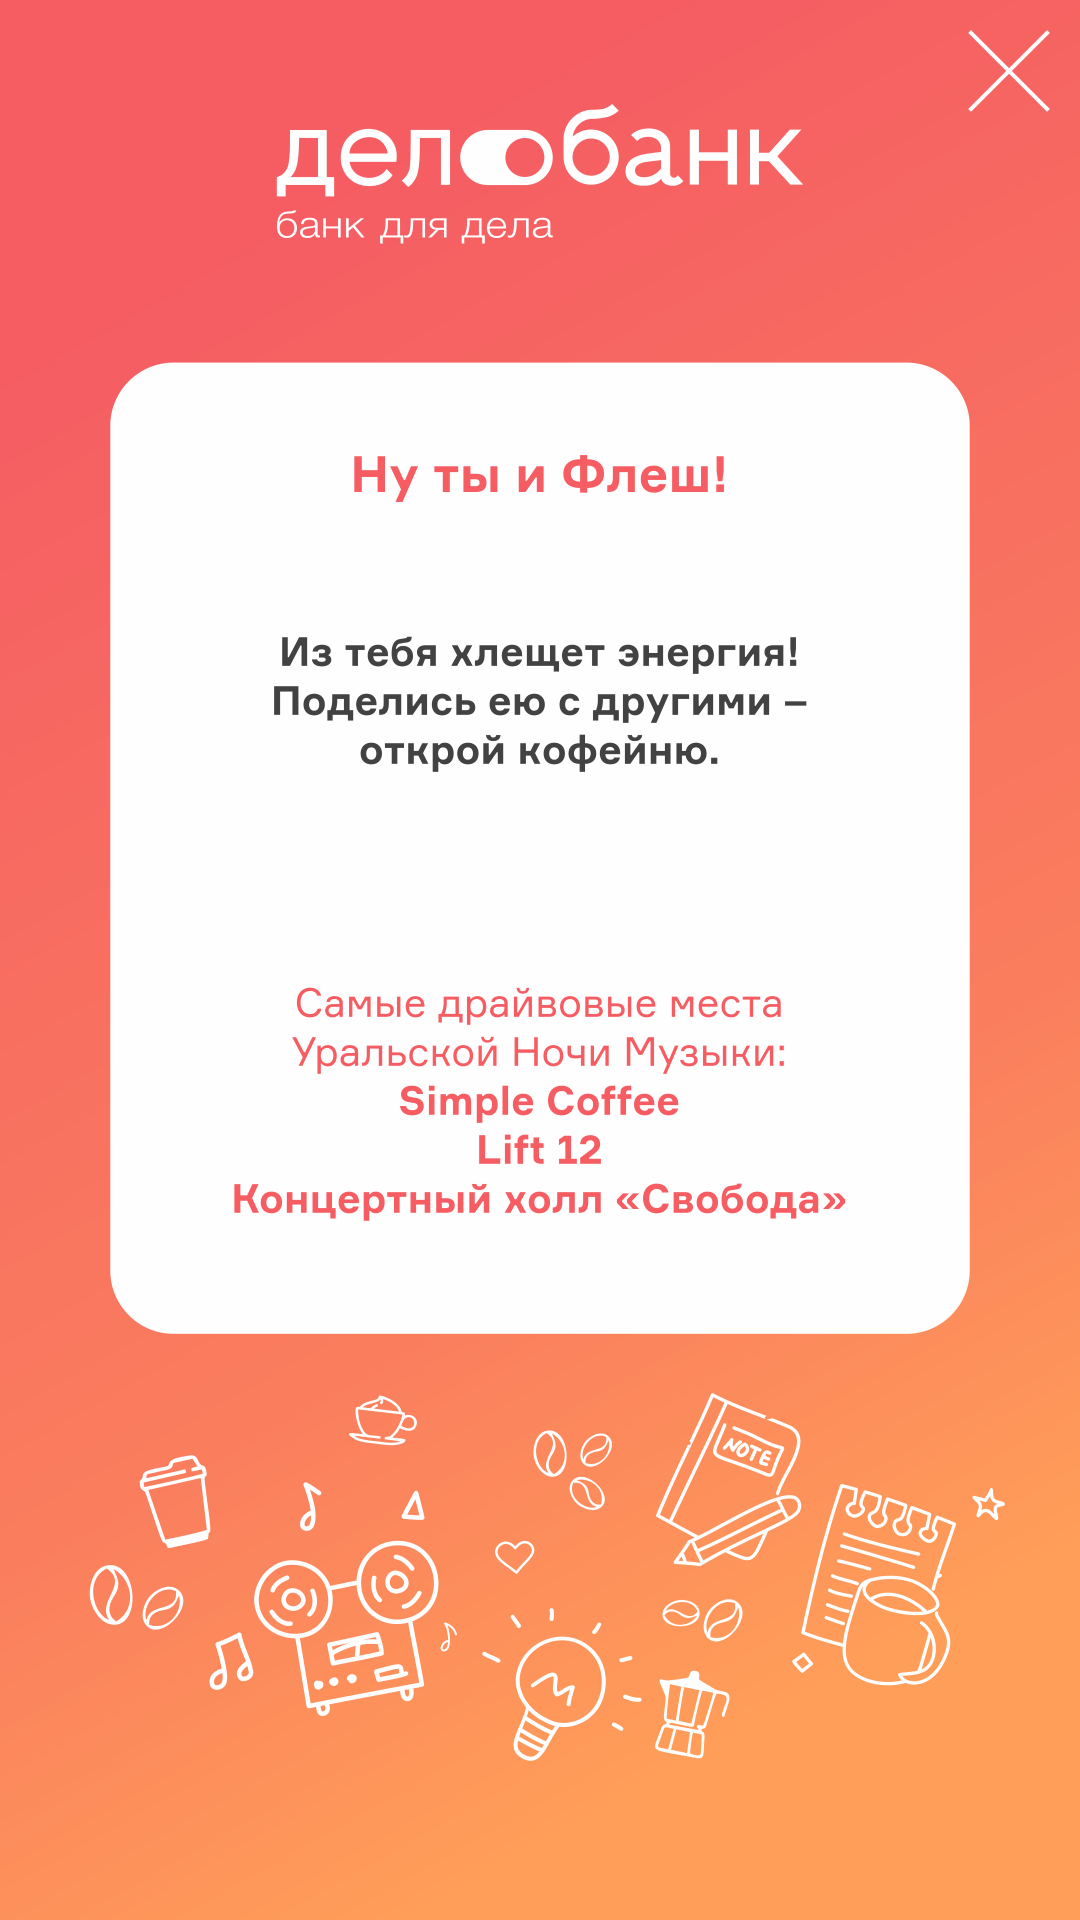 делобанк
банк для дела
Ну ты и Флеш!
Из тебя хлещет энергия!
Поделись ею с другими –
открой кофейню.
Самые драйвовые места
Уральской Ночи Музыки:
Simple Coffee
Lift 12
Концертный холл «Свобода»
NOTE